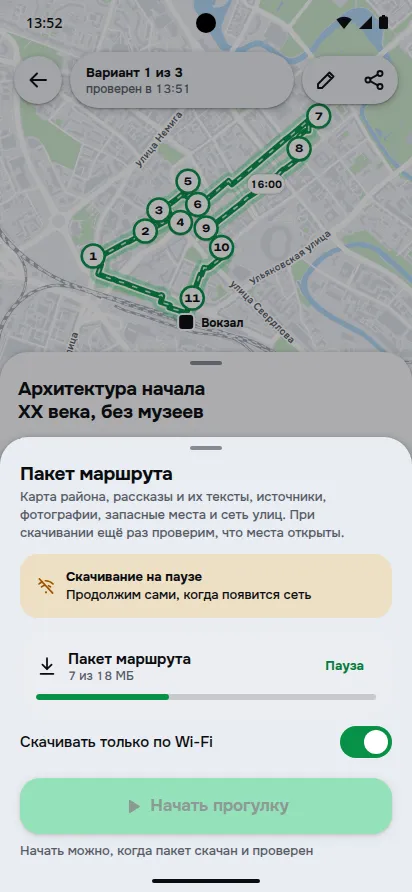 13:52
Вариант 1 из 3
проверен в 13:51
улица Немига
7
8
16:00
5
6
3
4
2
9
10
1
Ульяновская улица
улица Свердлова
11
Вокзал
Архитектура начала
XX века, без музеев
Пакет маршрута
Карта района, рассказы и их тексты, источники,
фотографии, запасные места и сеть улиц. При
скачивании ещё раз проверим, что места открыты.
Скачивание на паузе
Продолжим сами, когда появится сеть
Пакет маршрута
7 из 18 МБ
Пауза
Скачивать только по Wi-Fi
Начать прогулку
Начать можно, когда пакет скачан и проверен